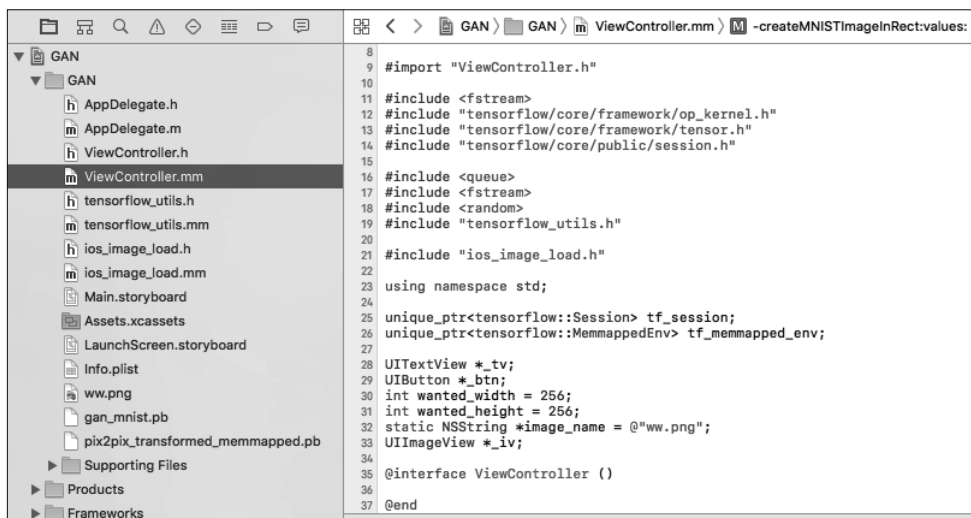 GAN
GAN
AppDelegate.h
AppDelegate.m
ViewController.h
ViewController.mm
tensorflow_utils.h
tensorflow_utils.mm
ios_image_load.h
ios_image_load.mm
Main.storyboard
Assets.xcassets
LaunchScreen.storyboard
Info.plist
ww.png
gan_mnist.pb
pix2pix_transformed_memmapped.pb
Supporting Files
Products
Frameworks
GAN GAN ViewController.mm M -createMNISTImageInRect:values:
8
9 #import "ViewController.h"
10
11 #include <fstream>
12 #include "tensorflow/core/framework/op_kernel.h"
13 #include "tensorflow/core/framework/tensor.h"
14 #include "tensorflow/core/public/session.h"
15
16 #include <queue>
17 #include <fstream>
18 #include <random>
19 #include "tensorflow_utils.h"
20
21 #include "ios_image_load.h"
22
23 using namespace std;
24
25 unique_ptr<tensorflow::Session> tf_session;
26 unique_ptr<tensorflow::MemmappedEnv> tf_memmapped_env;
27
28 UITextView *_tv;
29 UIButton *_btn;
30 int wanted_width = 256;
31 int wanted_height = 256;
32 static NSString *image_name = @"ww.png";
33 UIImageView *_iv;
34
35 @interface ViewController ()
36
37 @end